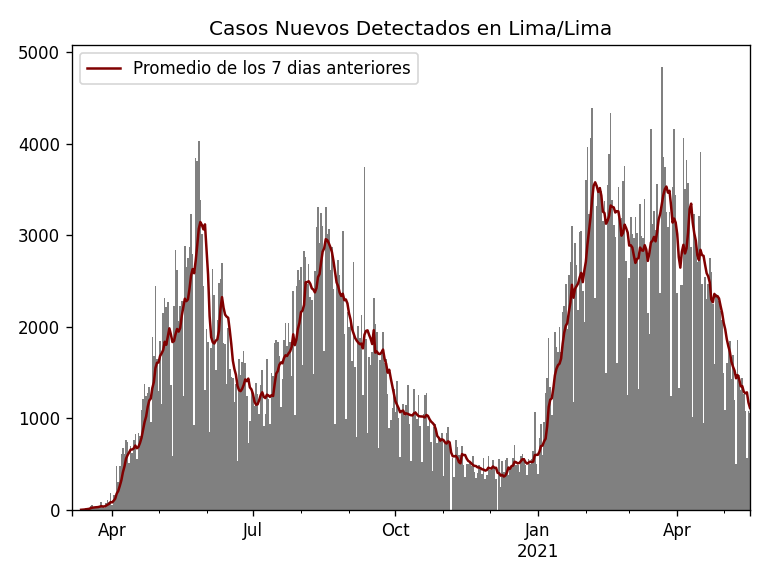 Casos Nuevos Detectados en Lima/Lima
Promedio de los 7 dias anteriores
5000
4000
3000
2000
1000
0
Apr
Jul
Oct
Jan
2021
Apr